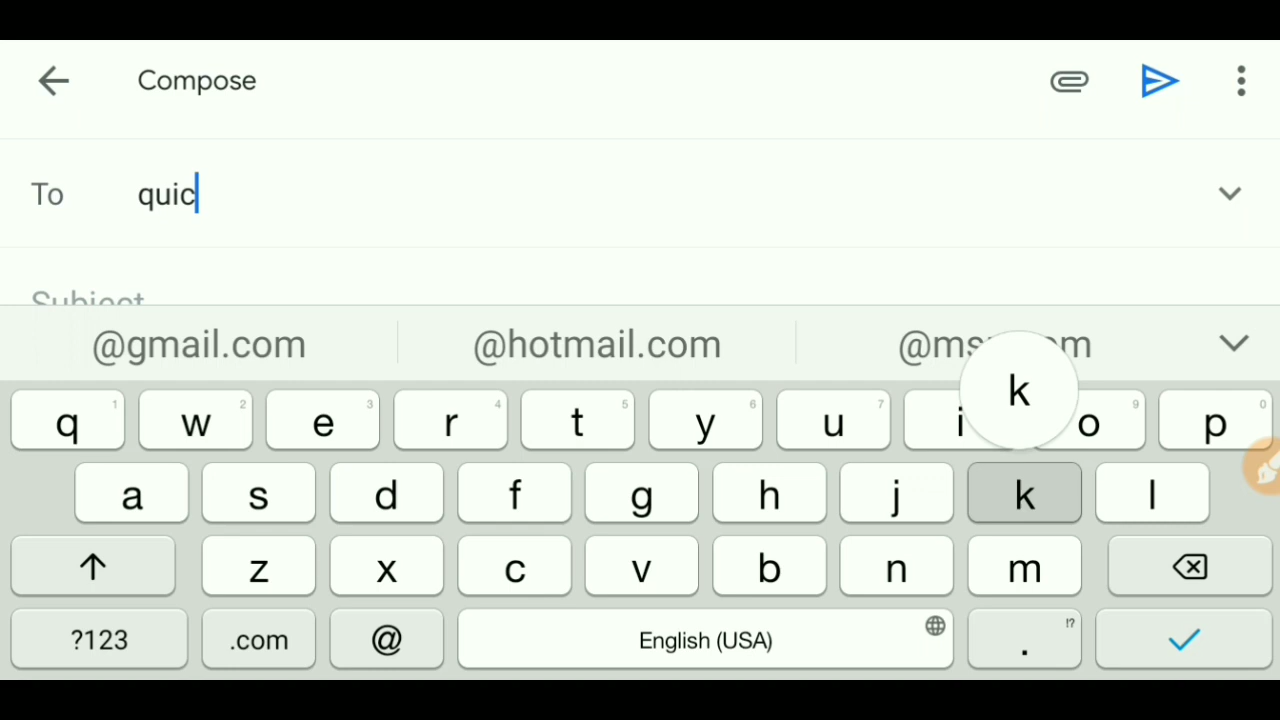 Compose
To quic
Subject
@gmail.com @hotmail.com
k
q 1 w 2 e 3 r 4 t 5 y 6 u 7 i o 9 p 0
a s d f g h j k l
z x c v b n m
?123 .com @ English (USA) . !?